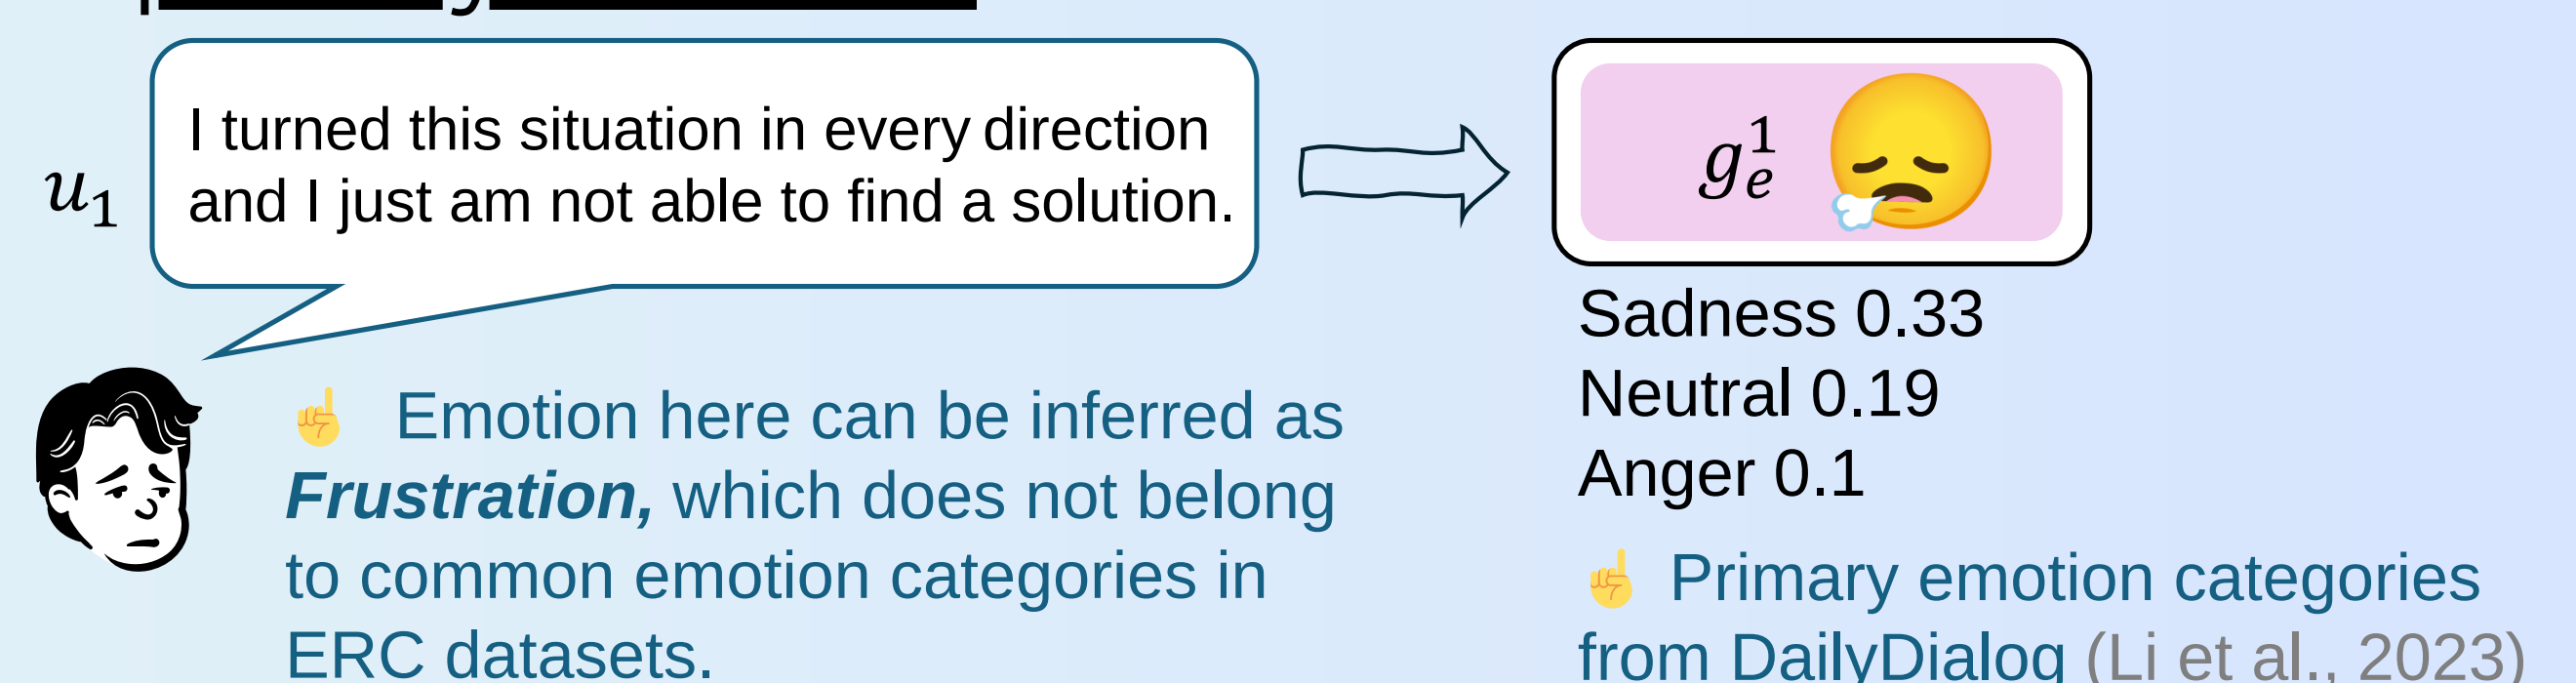 u₁
I turned this situation in every direction
and I just am not able to find a solution.
☝ Emotion here can be inferred as
Frustration, which does not belong
to common emotion categories in
ERC datasets.
gₑ¹
Sadness 0.33
Neutral 0.19
Anger 0.1
☝ Primary emotion categories
from DailyDialog (Li et al., 2023)